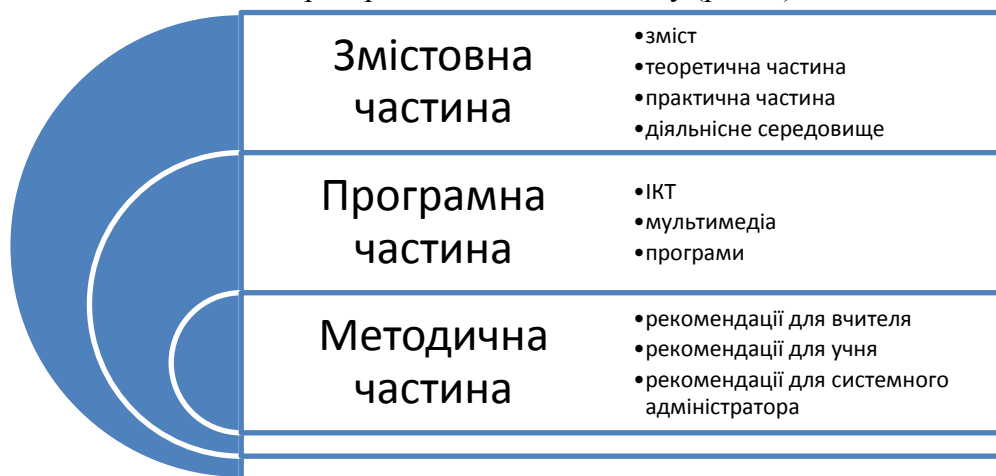 Змістовна
частина
•зміст
•теоретична частина
•практична частина
•діяльнісне середовище
Програмна
частина
•ІКТ
•мультимедіа
•програми
Методична
частина
•рекомендації для вчителя
•рекомендації для учня
•рекомендації для системного
адміністратора